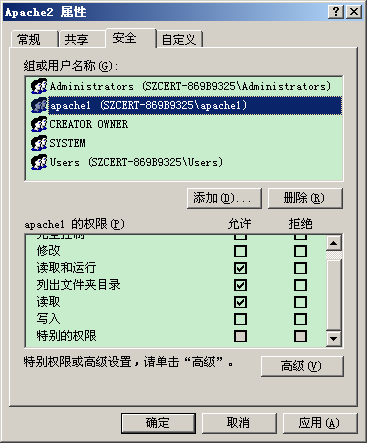 Apache2 属性
常规 共享 安全 自定义
组或用户名称(G):
Administrators (SZCERT-869B9325\Administrators)
apache1 (SZCERT-869B9325\apache1)
CREATOR OWNER
SYSTEM
Users (SZCERT-869B9325\Users)
添加(D)... 删除(R)
apache1 的权限(P) 允许 拒绝
完全控制
修改
读取和运行
列出文件夹目录
读取
写入
特别的权限
特别权限或高级设置,请单击“高级”。 高级(V)
确定 取消 应用(A)